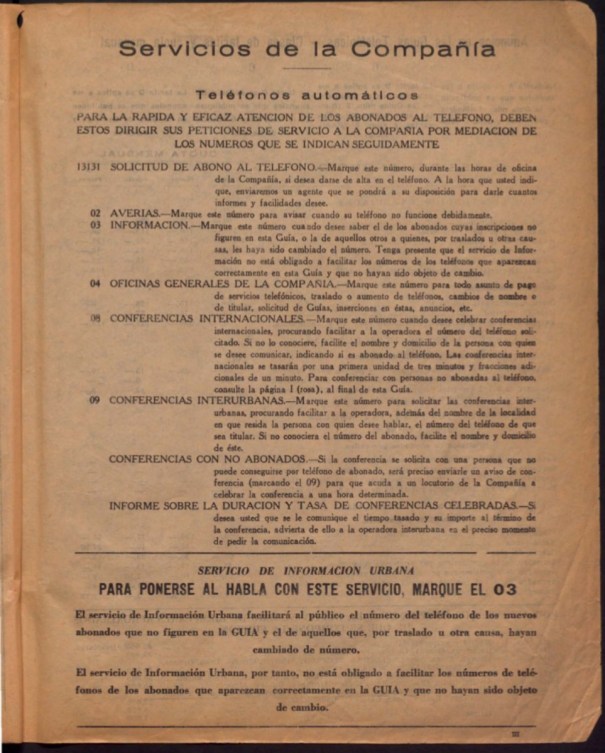 Servicios de la Compañía
Teléfonos automáticos
PARA LA RAPIDA Y EFICAZ ATENCION DE LOS ABONADOS AL TELEFONO, DEBEN
ESTOS DIRIGIR SUS PETICIONES DE SERVICIO A LA COMPAÑIA POR MEDIACION DE
LOS NUMEROS QUE SE INDICAN SEGUIDAMENTE
13131 SOLICITUD DE ABONO AL TELEFONO.—Marque este número, durante las horas de oficina
de la Compañía, si desea darse de alta en el teléfono. A la hora que usted indi-
que, enviaremos un agente que se pondrá a su disposición para darle cuantos
informes y facilidades desee.
02 AVERIAS.—Marque este número para avisar cuando su teléfono no funcione debidamente.
03 INFORMACION.—Marque este número cuando desee saber el de los abonados cuyas inscripciones no
figuren en esta Guía, o la de aquellos otros a quienes, por traslados u otras cau-
sas, les haya sido cambiado el número. Tenga presente que el servicio de Infor-
mación no está obligado a facilitar los números de los teléfonos que aparezcan
correctamente en esta Guía y que no hayan sido objeto de cambio.
04 OFICINAS GENERALES DE LA COMPAÑIA.—Marque este número para todo asunto de pago
de servicios telefónicos, traslado o aumento de teléfonos, cambios de nombre o
de titular, solicitud de Guías, inserciones en éstas, anuncios, etc.
08 CONFERENCIAS INTERNACIONALES.—Marque este número cuando desee celebrar conferencias
internacionales, procurando facilitar a la operadora el número del teléfono soli-
citado. Si no lo conociere, facilite el nombre y domicilio de la persona con quien
se desee comunicar, indicando si es abonado al teléfono. Las conferencias inter-
nacionales se tasarán por una primera unidad de tres minutos y fracciones adi-
cionales de un minuto. Para conferenciar con personas no abonadas al teléfono,
consulte la página 1 (rosa), al final de esta Guía.
09 CONFERENCIAS INTERURBANAS.—Marque este número para solicitar las conferencias inter-
urbanas, procurando facilitar a la operadora, además del nombre de la localidad
en que resida la persona con quien desee hablar, el número del teléfono de que
sea titular. Si no conociera el número del abonado, facilite el nombre y domicilio
de éste.
CONFERENCIAS CON NO ABONADOS.—Si la conferencia se solicita con una persona que no
puede conseguirse por teléfono de abonado, será preciso enviarle un aviso de con-
ferencia (marcando el 09) para que acuda a un locutorio de la Compañía a
celebrar la conferencia a una hora determinada.
INFORME SOBRE LA DURACION Y TASA DE CONFERENCIAS CELEBRADAS.—Si
desea usted que se le comunique el tiempo tasado y su importe al término de
la conferencia, advierta de ello a la operadora interurbana en el preciso momento
de pedir la comunicación.
SERVICIO DE INFORMACION URBANA
PARA PONERSE AL HABLA CON ESTE SERVICIO, MARQUE EL 03
El servicio de Información Urbana facilitará al público el número del teléfono de los nuevos
abonados que no figuren en la GUIA y el de aquellos que, por traslado u otra causa, hayan
cambiado de número.
El servicio de Información Urbana, por tanto, no está obligado a facilitar los números de telé-
fonos de los abonados que aparezcan correctamente en la GUIA y que no hayan sido objeto
de cambio.